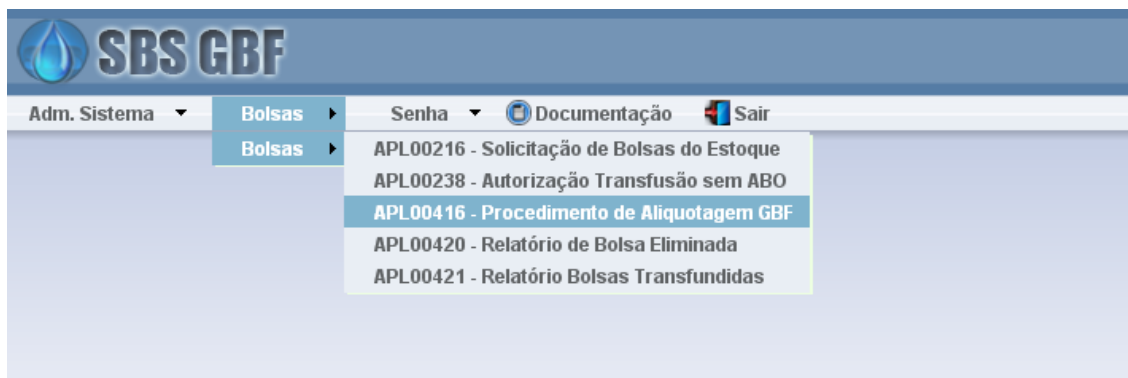 SBS GBF
Adm. Sistema Bolsas Senha Documentação Sair
Bolsas
APL00216 - Solicitação de Bolsas do Estoque
APL00238 - Autorização Transfusão sem ABO
APL00416 - Procedimento de Aliquotagem GBF
APL00420 - Relatório de Bolsa Eliminada
APL00421 - Relatório Bolsas Transfundidas